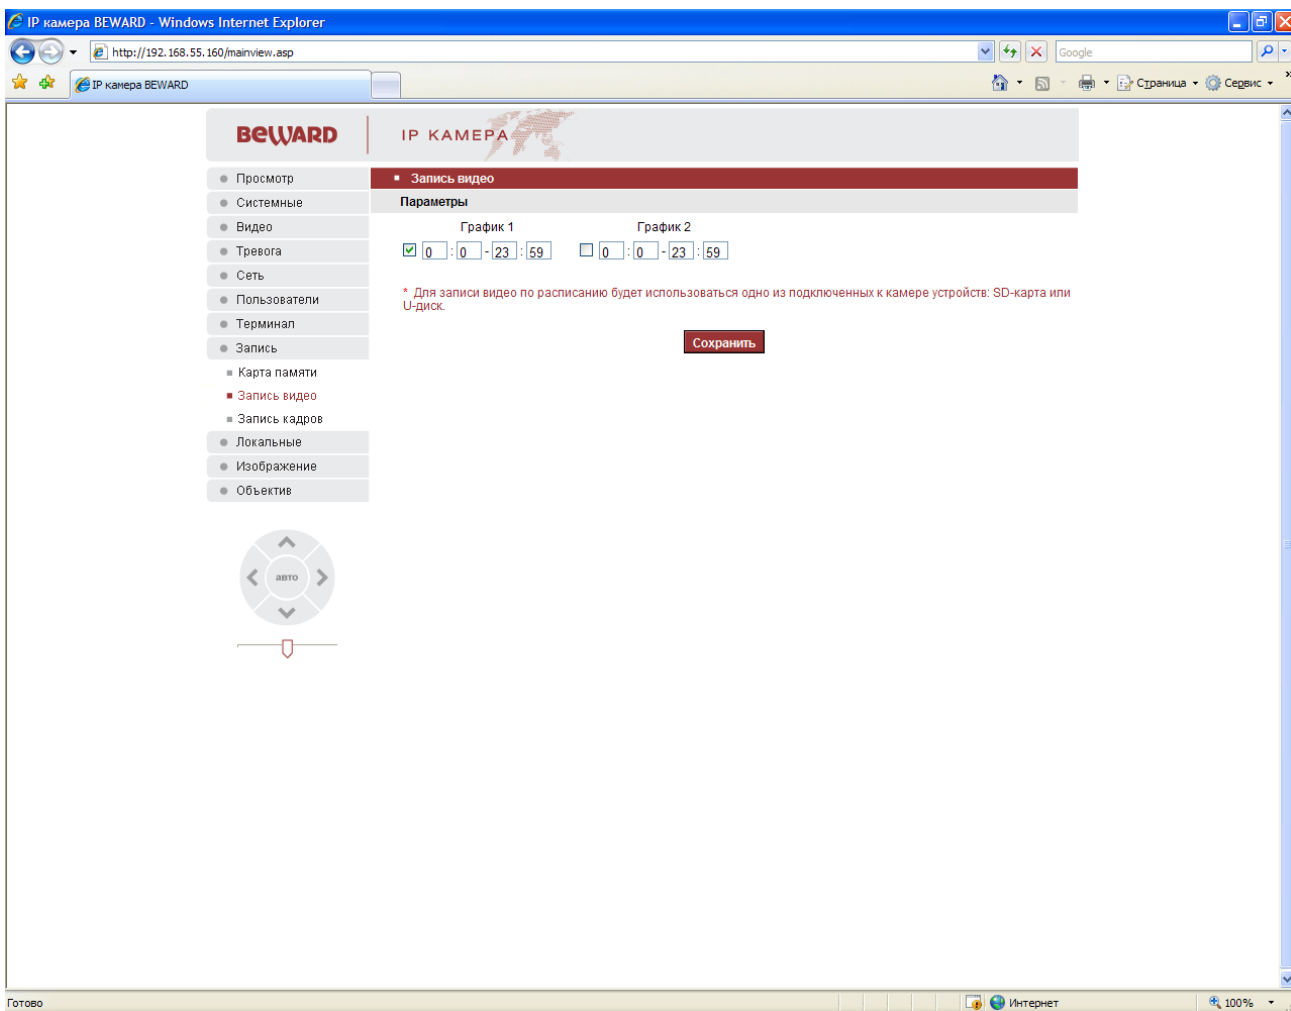 IP камера BEWARD - Windows Internet Explorer
http://192.168.55.160/mainview.asp
Google
IP камера BEWARD
Страница
Сервис
BEWARD
IP КАМЕРА
Просмотр
Системные
Видео
Тревога
Сеть
Пользователи
Терминал
Запись
Карта памяти
Запись видео
Запись кадров
Локальные
Изображение
Объектив
авто
Запись видео
Параметры
График 1 График 2
0 : 0 - 23 : 59 0 : 0 - 23 : 59
* Для записи видео по расписанию будет использоваться одно из подключенных к камере устройств: SD-карта или
U-диск.
Сохранить
Готово
Интернет
100%